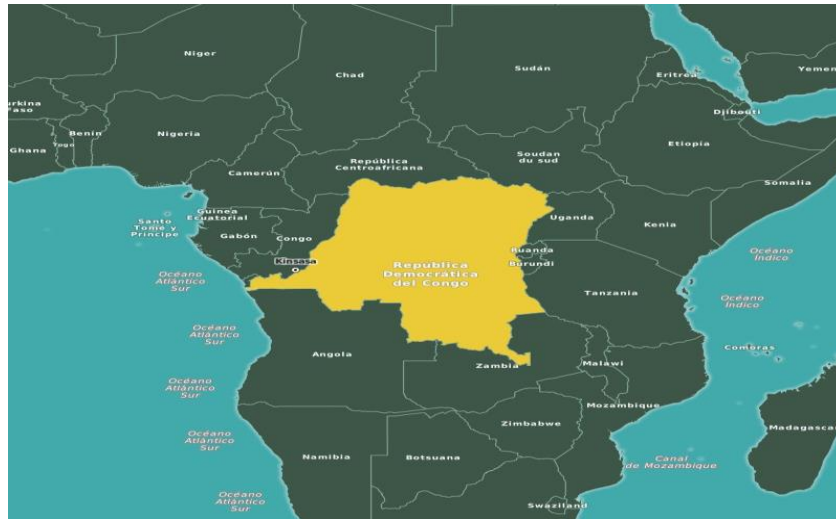 Níger
Chad
Sudán
Eritrea
Yemen
Burkina
Faso
Djibouti
Benín
Togo
Ghana
Nigeria
Etiopía
Soudan
du sud
República
Centroafricana
Camerún
Somalia
Guinea
Ecuatorial
Santo
Tomé y
Príncipe
Gabón
Congo
Uganda
Kenia
Kinsasa
Ruanda
Burundi
República
Democrática
del Congo
Océano
Índico
Océano
Atlántico
Sur
Tanzania
Océano
Índico
Océano
Atlántico
Sur
Angola
Comoras
Zambia
Malawi
Océano
Atlántico
Sur
Mozambique
Océano
Atlántico
Sur
Zimbabwe
Madagascar
Namibia
Botsuana
Canal
de Mozambique
Océano
Atlántico
Sur
Swaziland